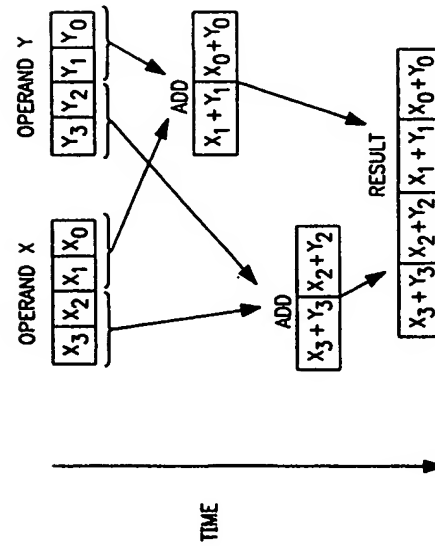 OPERAND X
OPERAND Y
X₃ X₂ X₁ X₀
Y₃ Y₂ Y₁ Y₀
ADD
X₁+Y₁ X₀+Y₀
ADD
X₃+Y₃ X₂+Y₂
RESULT
X₃+Y₃ X₂+Y₂ X₁+Y₁ X₀+Y₀
TIME